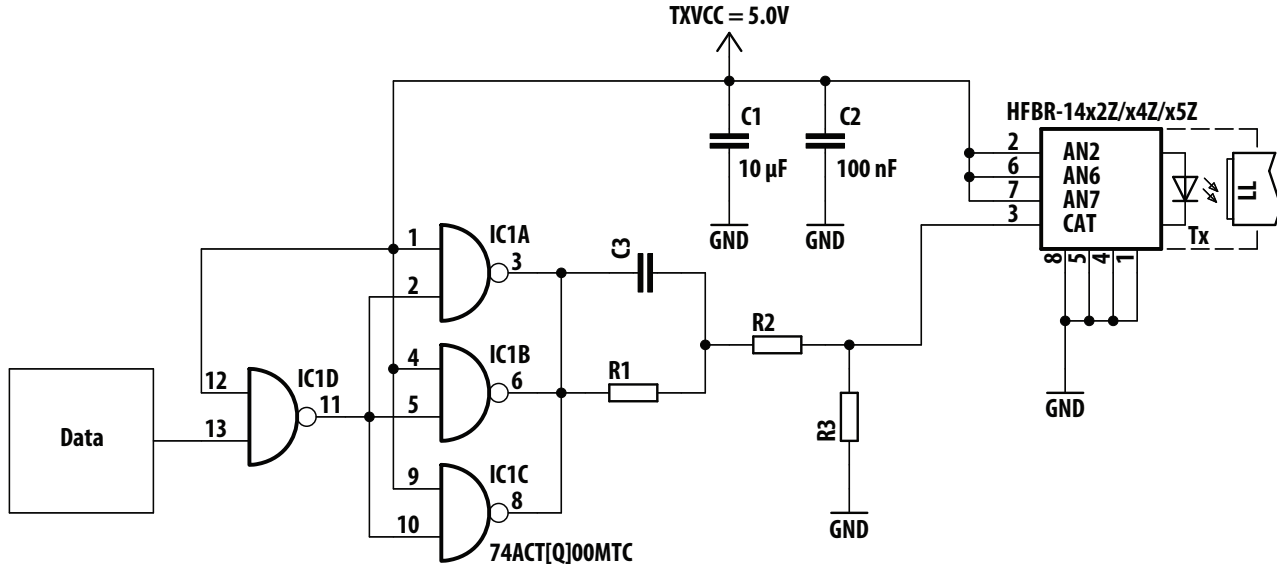 TXVCC = 5.0V
C1
10 µF
GND
C2
100 nF
GND
HFBR-14x2Z/x4Z/x5Z
2 AN2
6 AN6
7 AN7
3 CAT
Tx
LL
8 5 4 1
GND
1 IC1A
3
2
C3
R2
4 IC1B
6
5
R1
12 IC1D
11
13
Data
R3
9 IC1C
8
10
GND
74ACT[Q]00MTC